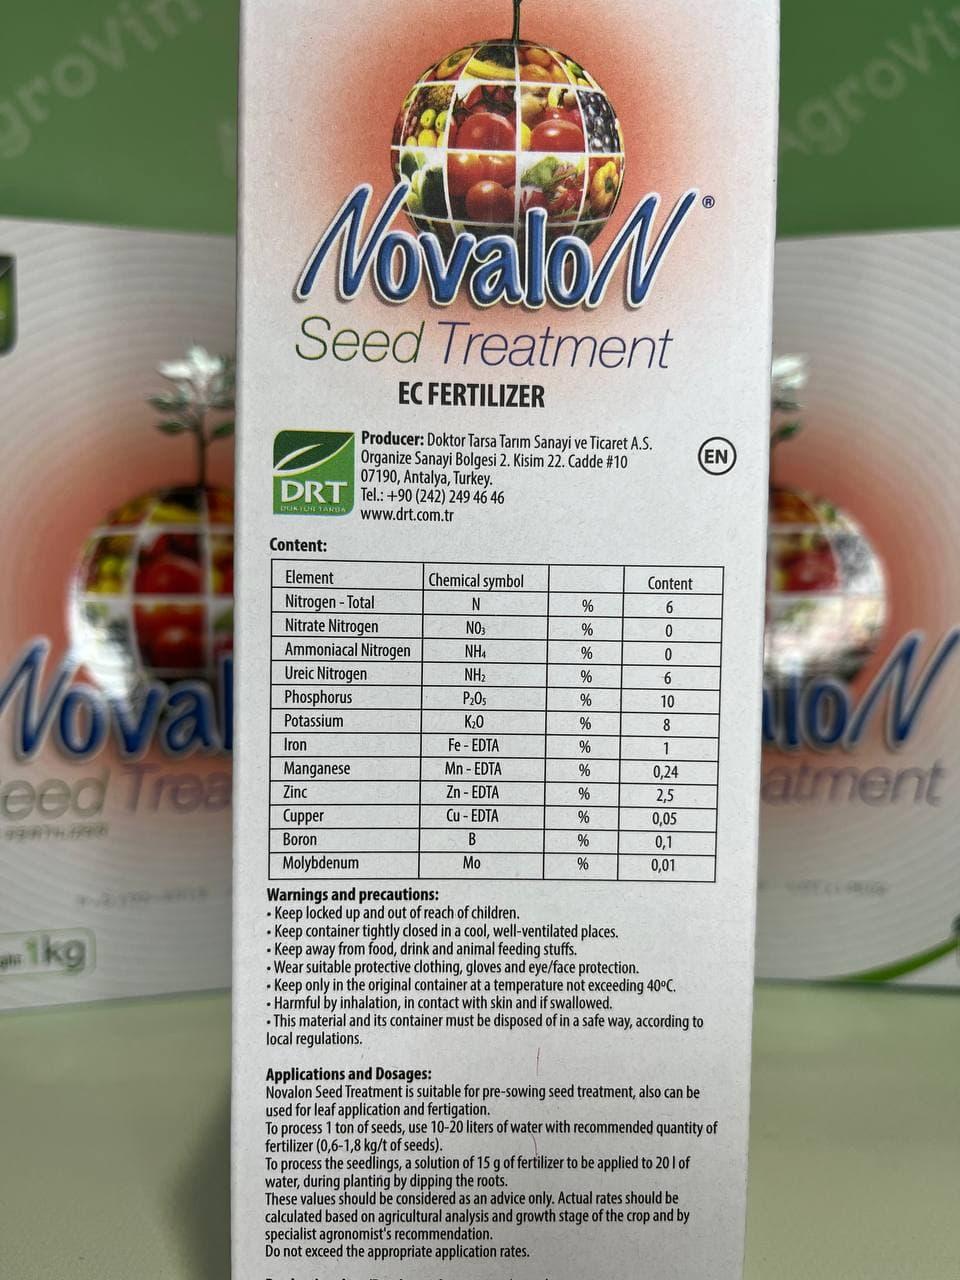 NovaloN®
Seed Treatment
EC FERTILIZER
DRT
DOKTOR TARSA
Producer: Doktor Tarsa Tarım Sanayi ve Ticaret A.S.
Organize Sanayi Bolgesi 2. Kisim 22. Cadde #10
07190, Antalya, Turkey.
Tel.: +90 (242) 249 46 46
www.drt.com.tr
EN
Content:
Element Chemical symbol Content
Nitrogen - Total N % 6
Nitrate Nitrogen NO₃ % 0
Ammoniacal Nitrogen NH₄ % 0
Ureic Nitrogen NH₂ % 6
Phosphorus P₂O₅ % 10
Potassium K₂O % 8
Iron Fe - EDTA % 1
Manganese Mn - EDTA % 0,24
Zinc Zn - EDTA % 2,5
Cupper Cu - EDTA % 0,05
Boron B % 0,1
Molybdenum Mo % 0,01
Warnings and precautions:
• Keep locked up and out of reach of children.
• Keep container tightly closed in a cool, well-ventilated places.
• Keep away from food, drink and animal feeding stuffs.
• Wear suitable protective clothing, gloves and eye/face protection.
• Keep only in the original container at a temperature not exceeding 40ºC.
• Harmful by inhalation, in contact with skin and if swallowed.
• This material and its container must be disposed of in a safe way, according to
local regulations.
Applications and Dosages:
Novalon Seed Treatment is suitable for pre-sowing seed treatment, also can be
used for leaf application and fertigation.
To process 1 ton of seeds, use 10-20 liters of water with recommended quantity of
fertilizer (0,6-1,8 kg/t of seeds).
To process the seedlings, a solution of 15 g of fertilizer to be applied to 20 l of
water, during planting by dipping the roots.
These values should be considered as an advice only. Actual rates should be
calculated based on agricultural analysis and growth stage of the crop and by
specialist agronomist's recommendation.
Do not exceed the appropriate application rates.
groVin
AgroVi
Noval
eed Trea
FERTILIZER
1kg
loN
atment